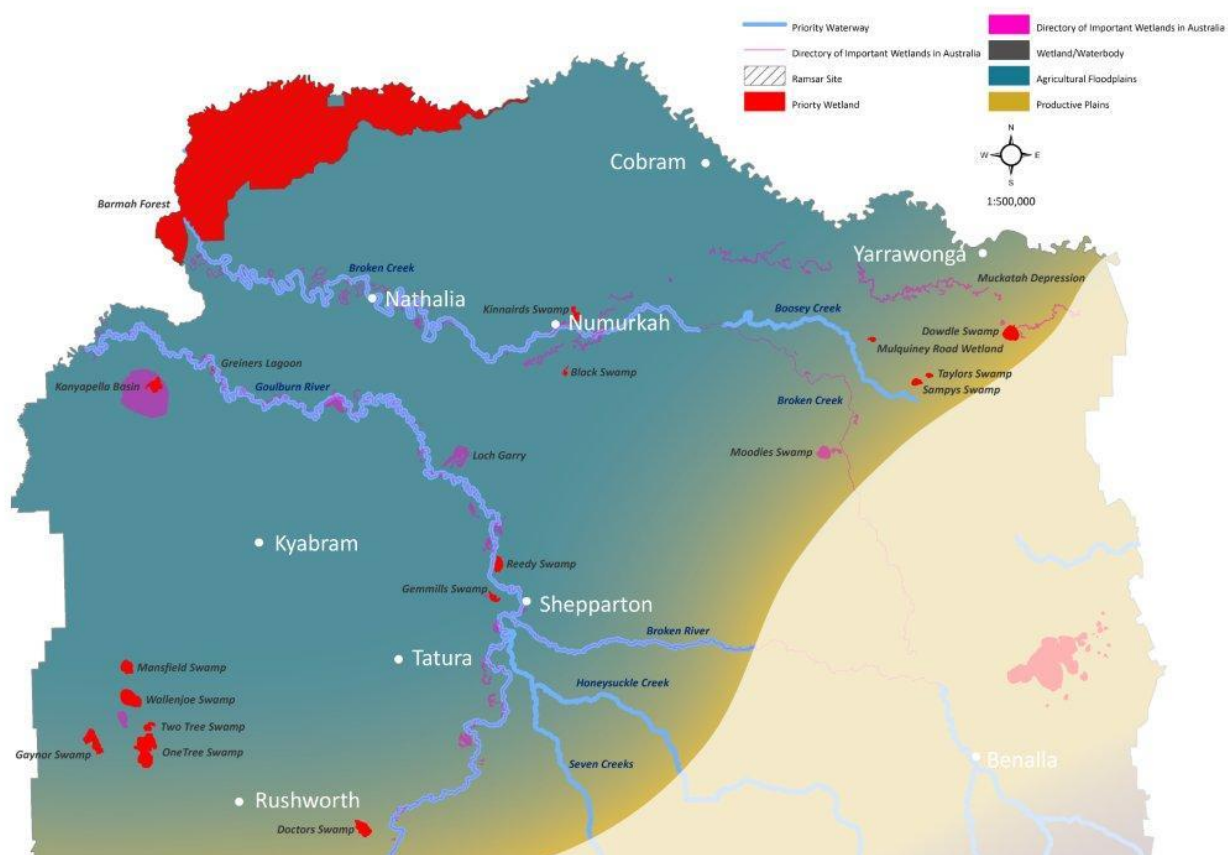 Priority Waterway
Directory of Important Wetlands in Australia
Ramsar Site
Priorty Wetland
Directory of Important Wetlands in Australia
Wetland/Waterbody
Agricultural Floodplains
Productive Plains
N
W E
S
1:500,000
Cobram
Barmah Forest
Yarrawonga
Broken Creek
Muckatah Depression
Nathalia
Kinnairds Swamp
Numurkah
Boosey Creek
Dowdle Swamp
Mulquiney Road Wetland
Greiners Lagoon
Black Swamp
Taylors Swamp
Kanyapella Basin
Goulburn River
Sampys Swamp
Broken Creek
Moodies Swamp
Loch Garry
Kyabram
Reedy Swamp
Gemmills Swamp
Shepparton
Broken River
Tatura
Mansfield Swamp
Honeysuckle Creek
Wallenjoe Swamp
Two Tree Swamp
Gaynor Swamp
OneTree Swamp
Seven Creeks
Benalla
Rushworth
Doctors Swamp